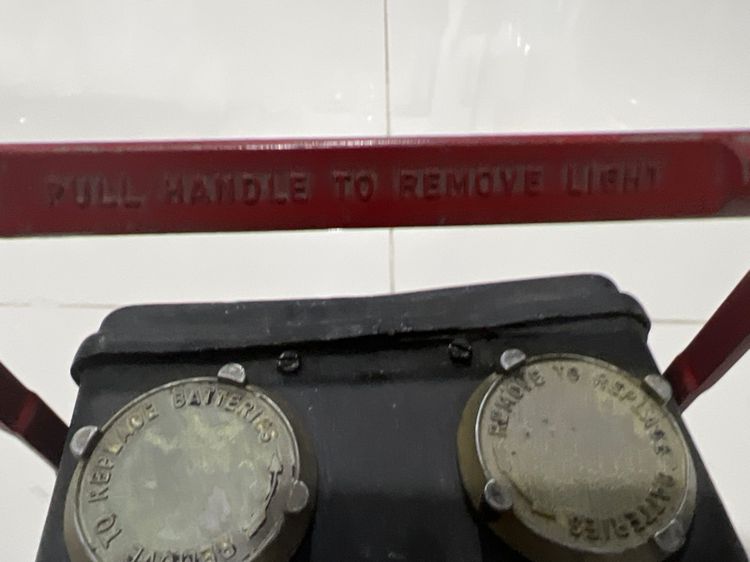 PULL HANDLE TO REMOVE LIGHT
REMOVE TO REPLACE BATTERIES
REMOVE TO REPLACE BATTERIES